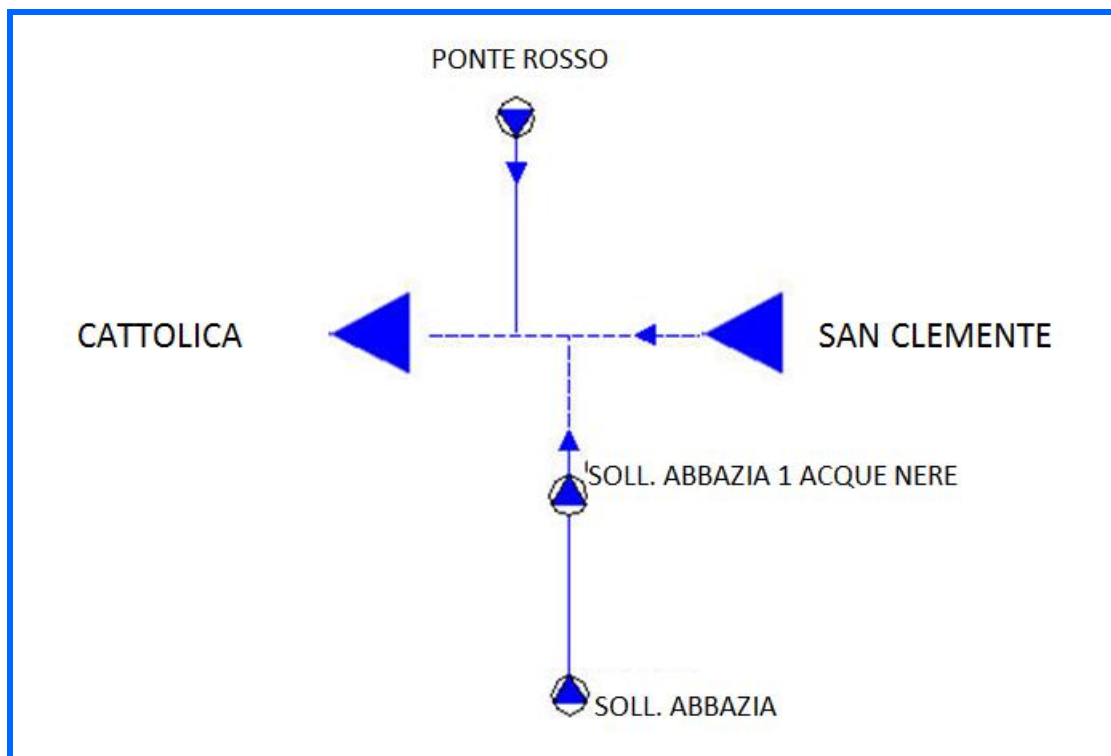 PONTE ROSSO
CATTOLICA
SAN CLEMENTE
SOLL. ABBAZIA 1 ACQUE NERE
SOLL. ABBAZIA